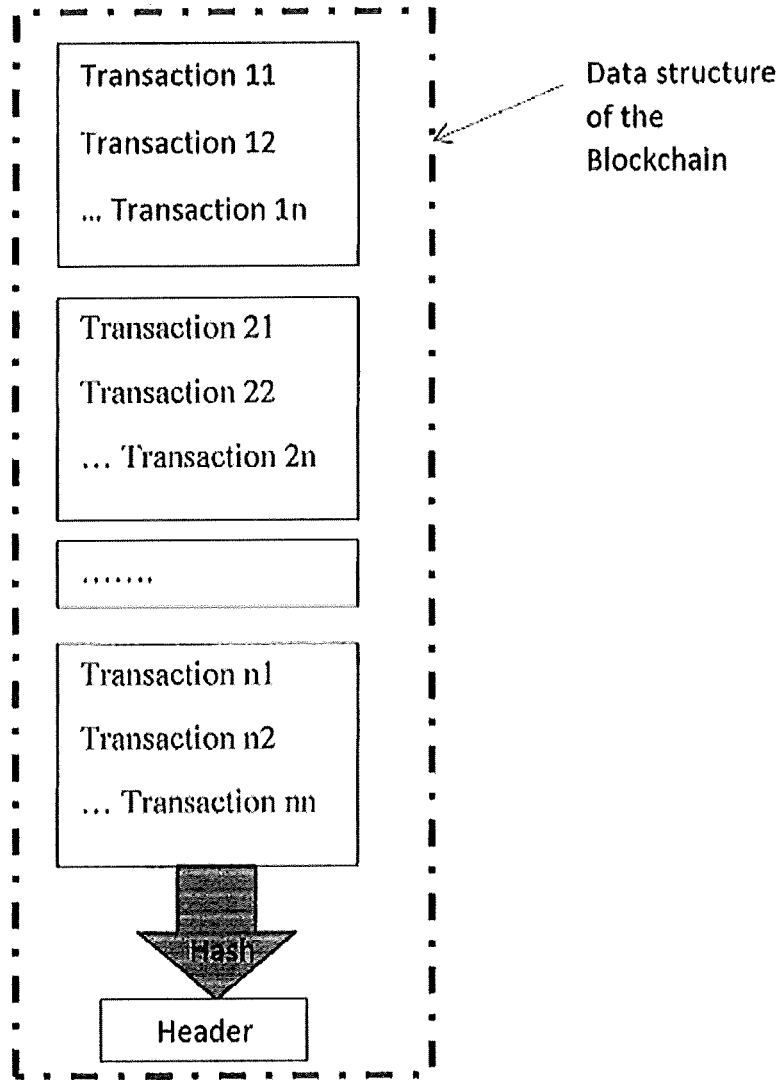 Transaction 11
Transaction 12
... Transaction 1n
Data structure
of the
Blockchain
Transaction 21
Transaction 22
... Transaction 2n
.......
Transaction n1
Transaction n2
... Transaction nn
Hash
Header